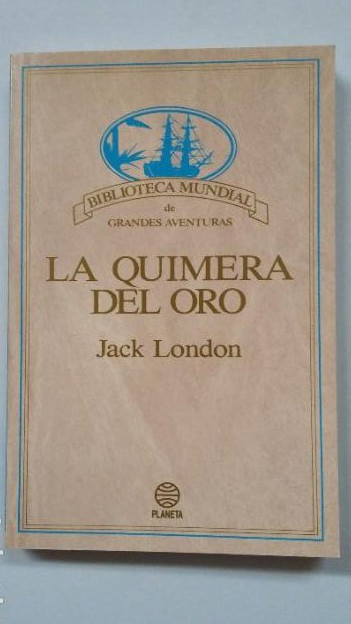 BIBLIOTECA MUNDIAL
de
GRANDES AVENTURAS
LA QUIMERA
DEL ORO
Jack London
PLANETA